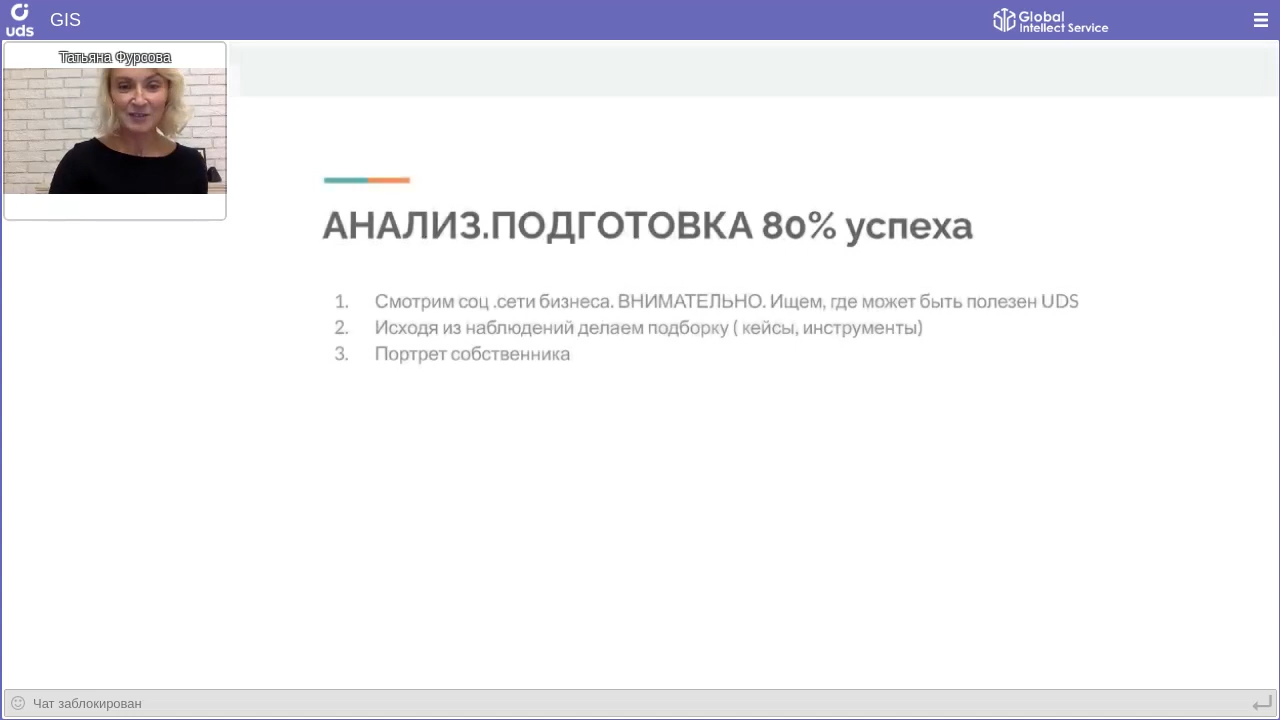 uds
GIS
Global
Intellect Service
Татьяна Фурсова
АНАЛИЗ.ПОДГОТОВКА 80% успеха
1. Смотрим соц .сети бизнеса. ВНИМАТЕЛЬНО. Ищем, где может быть полезен UDS
2. Исходя из наблюдений делаем подборку ( кейсы, инструменты)
3. Портрет собственника
Чат заблокирован